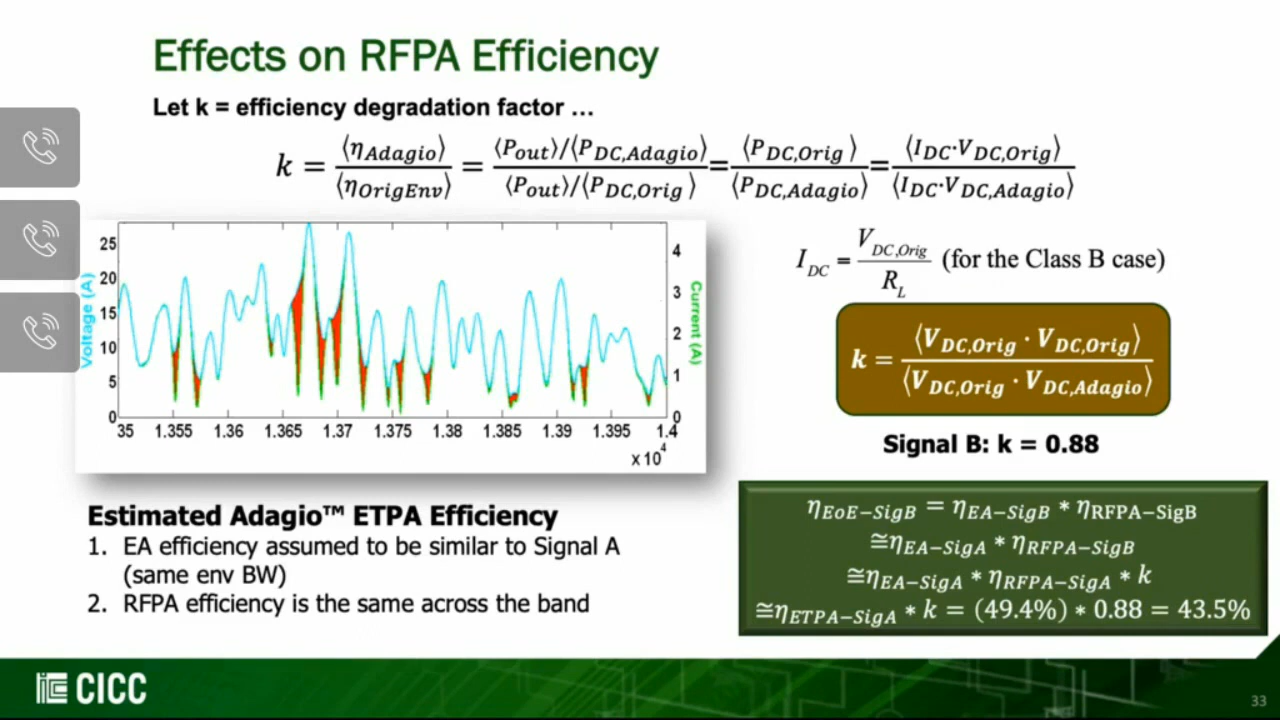 Effects on RFPA Efficiency
Let k = efficiency degradation factor …
k = ⟨η_Adagio⟩/⟨η_OrigEnv⟩ = (⟨P_out⟩/⟨P_DC,Adagio⟩)/(⟨P_out⟩/⟨P_DC,Orig⟩) = ⟨P_DC,Orig⟩/⟨P_DC,Adagio⟩ = ⟨I_DC·V_DC,Orig⟩/⟨I_DC·V_DC,Adagio⟩
Voltage (A)
25
20
15
10
5
0
4
3
2
1
0
Current (A)
35 1.355 1.36 1.365 1.37 1.375 1.38 1.385 1.39 1.395 1.4
x 10^4
I_DC = V_DC,Orig/R_L (for the Class B case)
k = ⟨V_DC,Orig · V_DC,Orig⟩/⟨V_DC,Orig · V_DC,Adagio⟩
Signal B: k = 0.88
Estimated Adagio™ ETPA Efficiency
1. EA efficiency assumed to be similar to Signal A
(same env BW)
2. RFPA efficiency is the same across the band
η_EoE−SigB = η_EA−SigB * η_RFPA−SigB
≅η_EA−SigA * η_RFPA−SigB
≅η_EA−SigA * η_RFPA−SigA * k
≅η_ETPA−SigA * k = (49.4%) * 0.88 = 43.5%
CICC
33